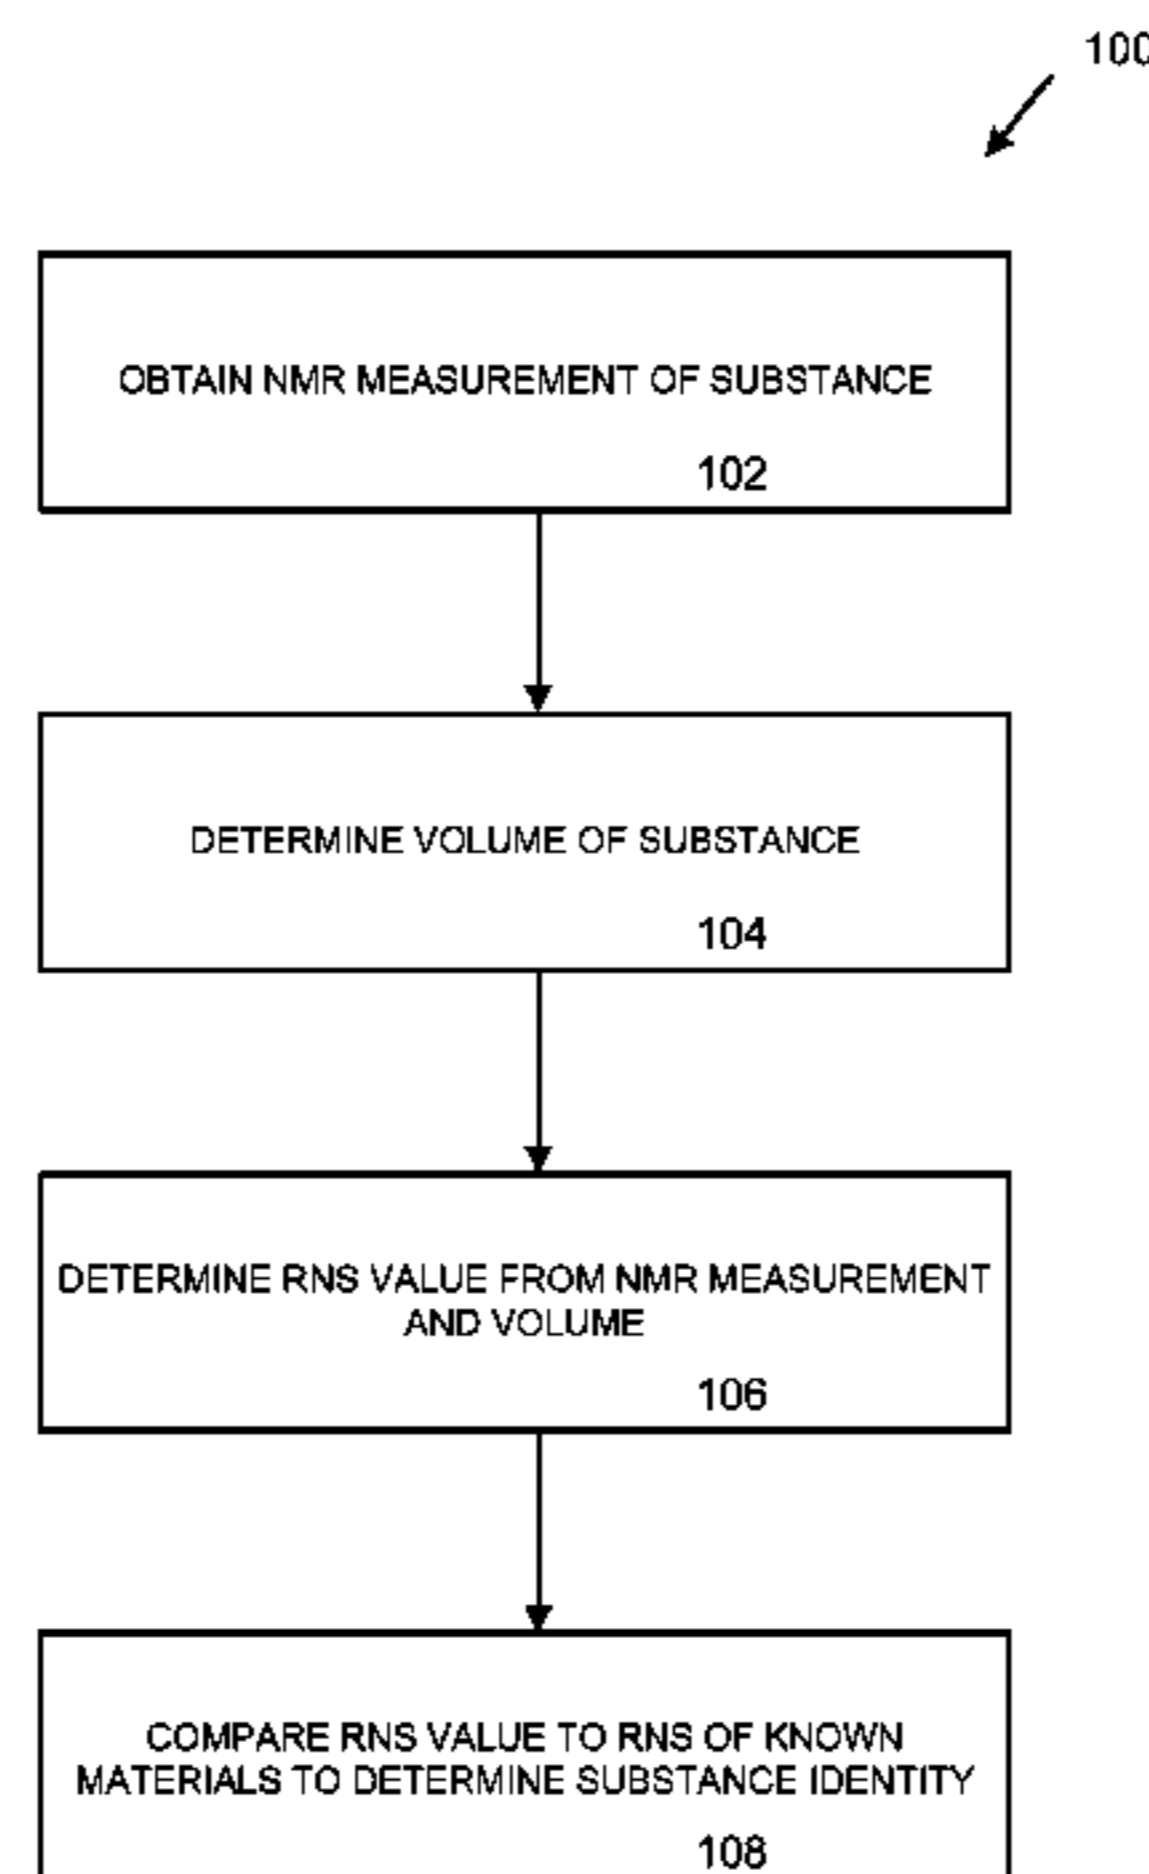 100
OBTAIN NMR MEASUREMENT OF SUBSTANCE
102
DETERMINE VOLUME OF SUBSTANCE
104
DETERMINE RNS VALUE FROM NMR MEASUREMENT
AND VOLUME
106
COMPARE RNS VALUE TO RNS OF KNOWN
MATERIALS TO DETERMINE SUBSTANCE IDENTITY
108